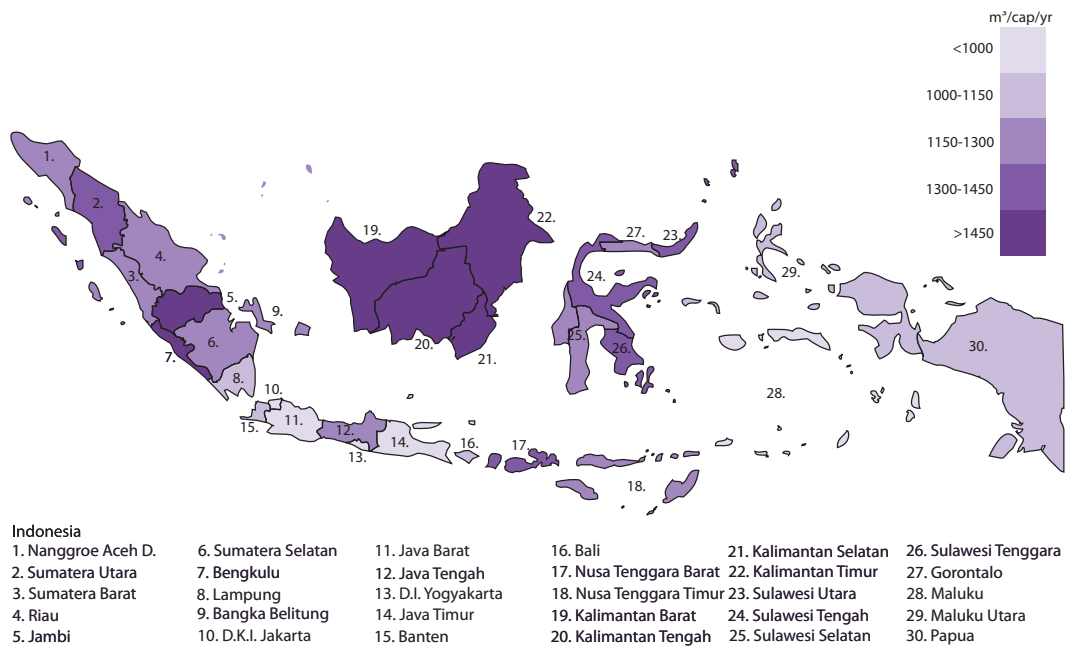 m³/cap/yr
<1000
1000-1150
1150-1300
1300-1450
>1450
1.
2.
3.
4.
5.
6.
7.
8.
9.
10.
11.
12.
13.
14.
15.
16.
17.
18.
19.
20.
21.
22.
23.
24.
25.
26.
27.
28.
29.
30.
Indonesia
1. Nanggroe Aceh D.
2. Sumatera Utara
3. Sumatera Barat
4. Riau
5. Jambi
6. Sumatera Selatan
7. Bengkulu
8. Lampung
9. Bangka Belitung
10. D.K.I. Jakarta
11. Java Barat
12. Java Tengah
13. D.I. Yogyakarta
14. Java Timur
15. Banten
16. Bali
17. Nusa Tenggara Barat
18. Nusa Tenggara Timur
19. Kalimantan Barat
20. Kalimantan Tengah
21. Kalimantan Selatan
22. Kalimantan Timur
23. Sulawesi Utara
24. Sulawesi Tengah
25. Sulawesi Selatan
26. Sulawesi Tenggara
27. Gorontalo
28. Maluku
29. Maluku Utara
30. Papua